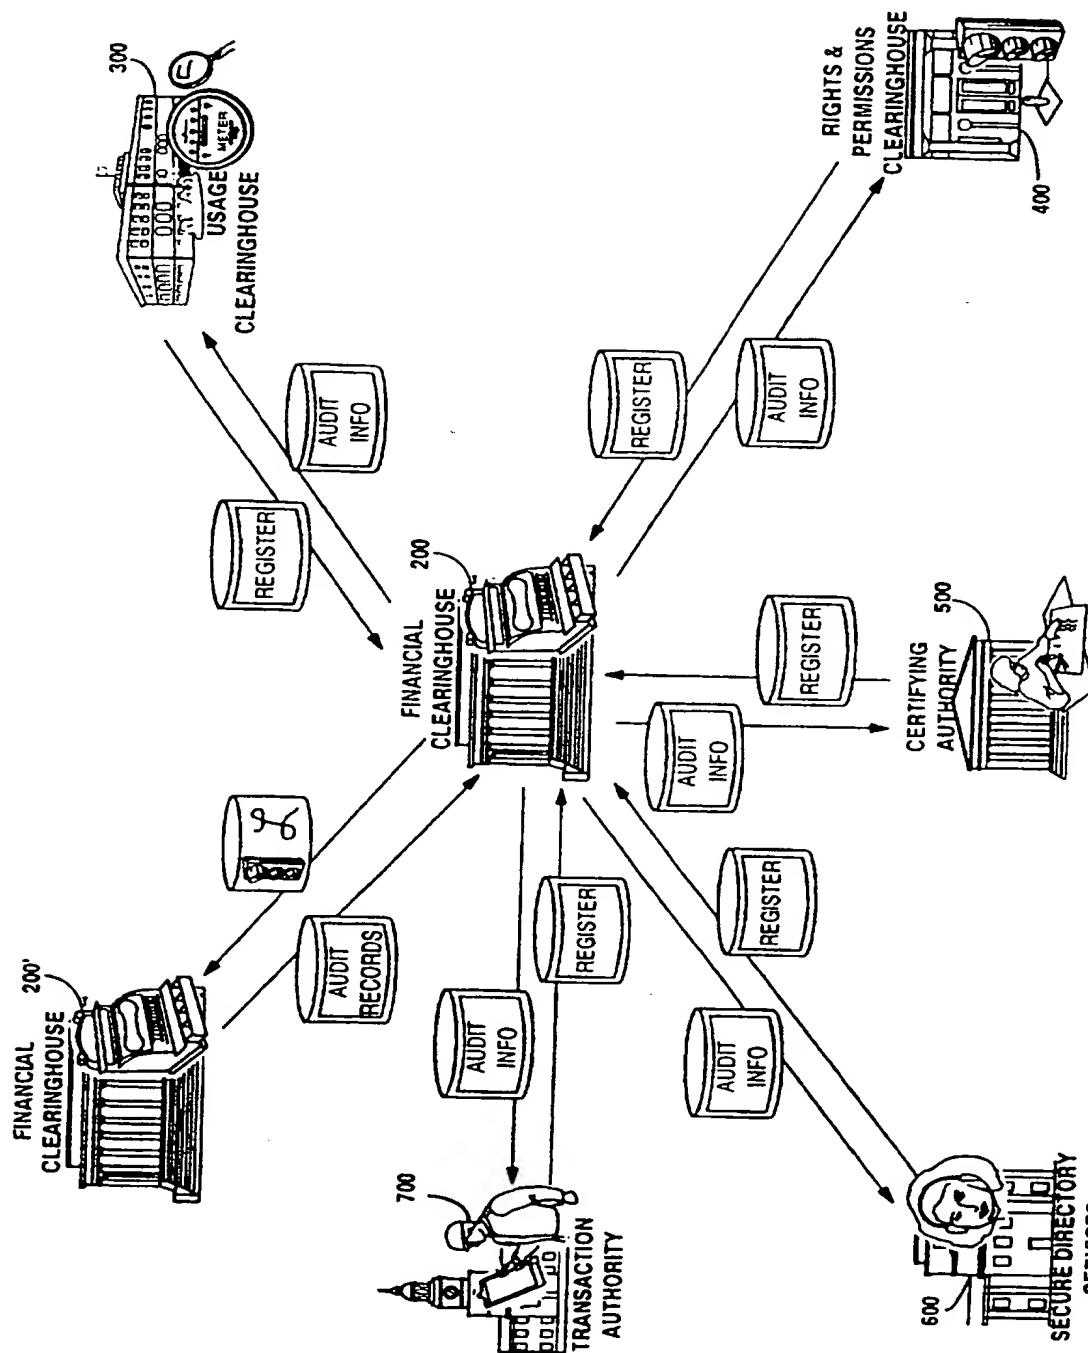 FINANCIAL
CLEARINGHOUSE
200'
AUDIT
RECORDS
300
METER
USAGE
CLEARINGHOUSE
REGISTER
AUDIT
INFO
FINANCIAL
CLEARINGHOUSE
200
700
TRANSACTION
AUTHORITY
AUDIT
INFO
REGISTER
REGISTER
AUDIT
INFO
RIGHTS &
PERMISSIONS
CLEARINGHOUSE
400
AUDIT
INFO
REGISTER
AUDIT
INFO
REGISTER
CERTIFYING
AUTHORITY
500
600
SECURE DIRECTORY